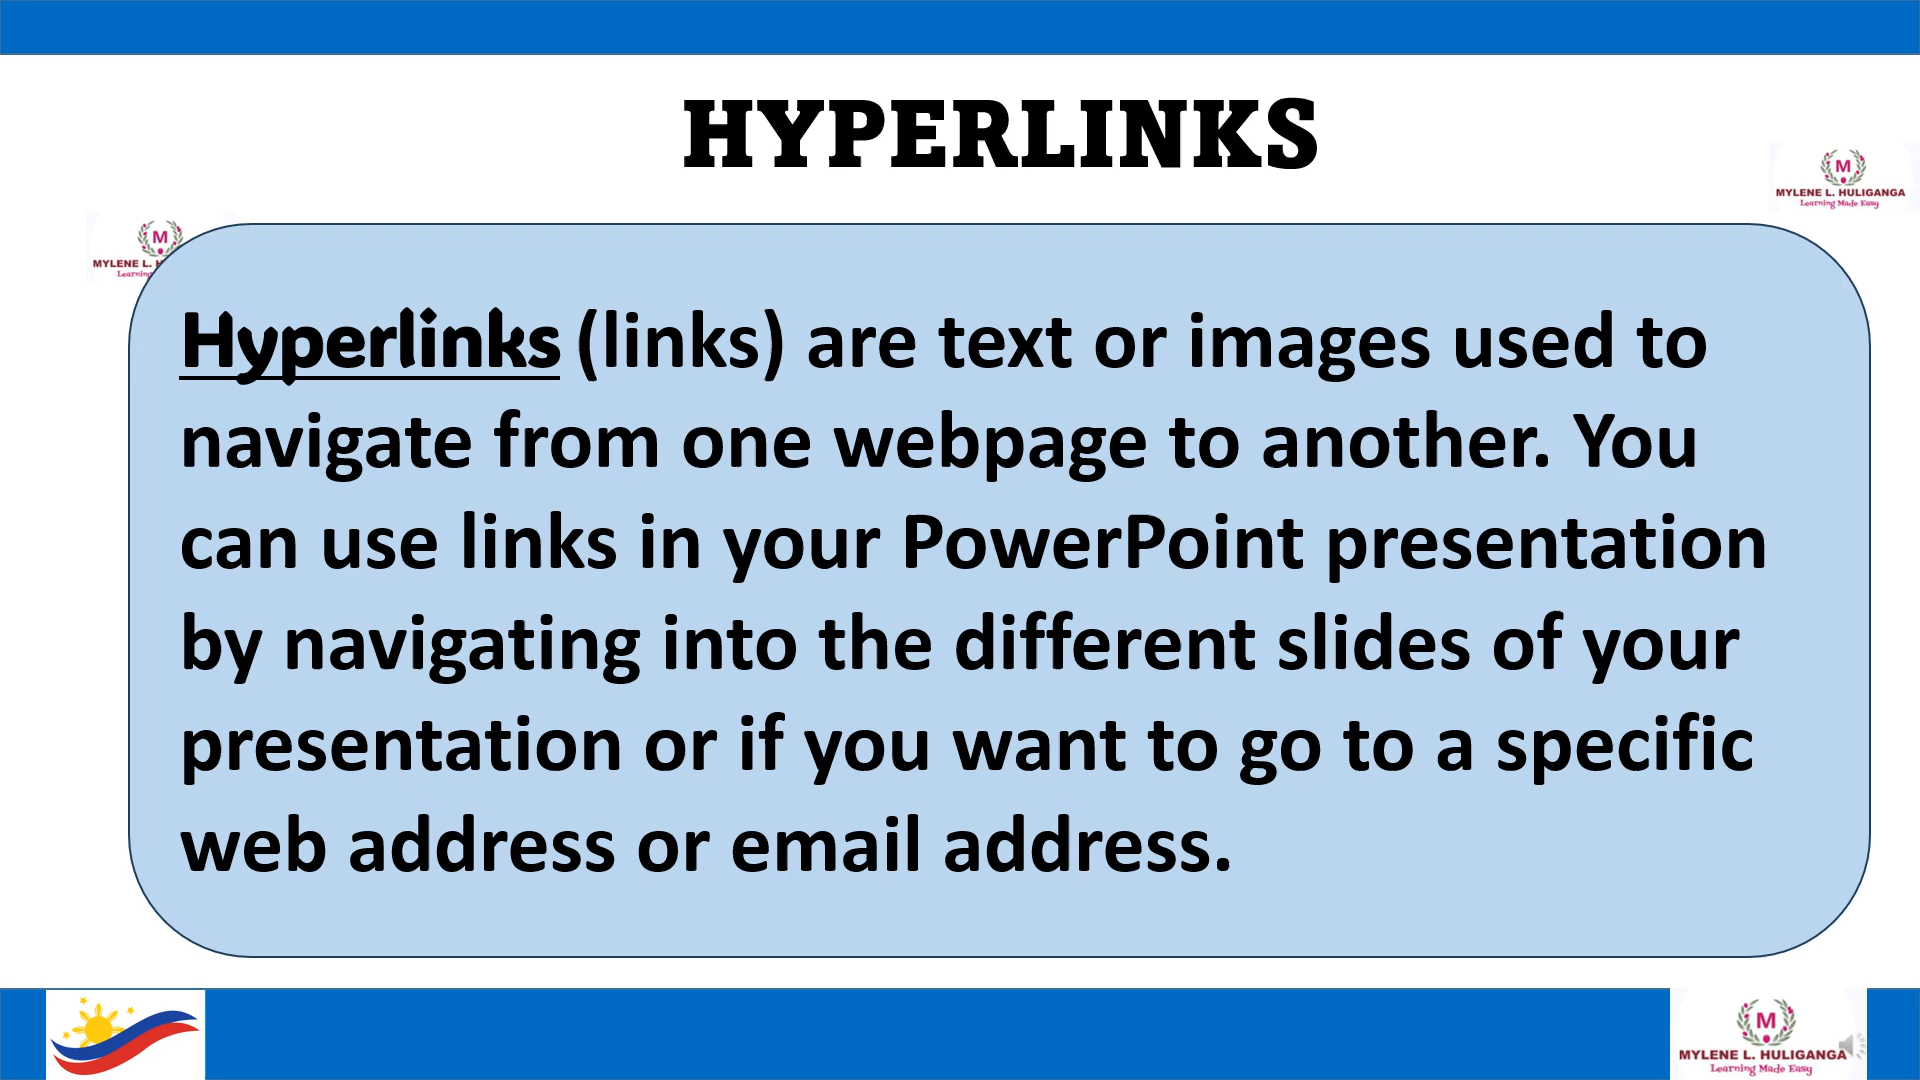 HYPERLINKS
M
MYLENE L. HULIGANGA
Learning Made Easy
M
MYLENE L.
Learning
Hyperlinks (links) are text or images used to
navigate from one webpage to another. You
can use links in your PowerPoint presentation
by navigating into the different slides of your
presentation or if you want to go to a specific
web address or email address.
M
MYLENE L. HULIGANGA
Learning Made Easy